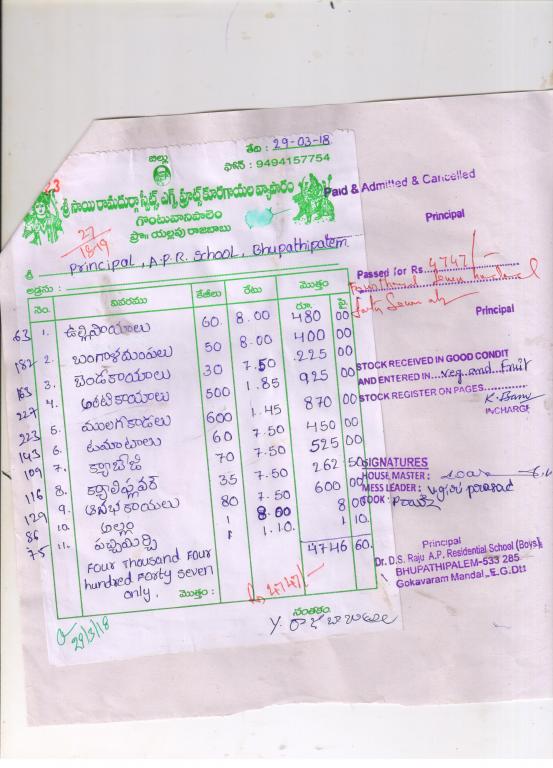 బిల్లు
తేది : 29-03-18
ఫోన్ : 9494157754
శ్రీ సాయి రామదుర్గా స్వీట్స్ ఎగ్స్ ఫ్రూట్స్ కూరగాయల వ్యాపారం
గొంటువానిపాలెం
ప్రొ॥ యల్లపు రాజబాబు
27
18-19
శ్రీ Principal, A.P.R. School, Bhupathipalem
అడ్రసు :
నెం. వివరము కేజీలు రేటు మొత్తం
రూ. పై.
63 1. ఉల్లిపాయలు 60. 8.00 480 00
182 2. బంగాళదుంపలు 50 8.00 400 00
163 3. బెండకాయలు 30 7.50 225 00
227 4. అరటికాయలు 500 1.85 925 00
223 5. ములగకాడలు 600 1.45 870 00
143 6. టమాటాలు 60 7.50 450 00
109 7. క్యాబేజి 70 7.50 525 00
116 8. క్యాలీఫ్లవర్ 35 7.50 262 50
129 9. ఆనభకాయలు 80 7.50 600 00
86 10. అల్లం 1 8.00 8 00
75 11. పచ్చిమిర్చి 1 1.10. 1 10.
4746 60.
Four Thousand Four
hundred Forty Seven
only.
మొత్తం :
Rs 4747/-
సంతకం
Y. రాజబాబు
29/3/18
Paid & Admitted & Cancelled
Principal
Passed for Rs. 4747/-
Principal
STOCK RECEIVED IN GOOD CONDIT
AND ENTERED IN... Veg and Fruit
STOCK REGISTER ON PAGES
INCHARGE
SIGNATURES
HOUSE MASTER :
MESS LEADER :
COOK :
Principal
Dr. D.S. Raju A.P. Residential School (Boys)
BHUPATHIPALEM-533 285
Gokavaram Mandal, E.G.Dtt